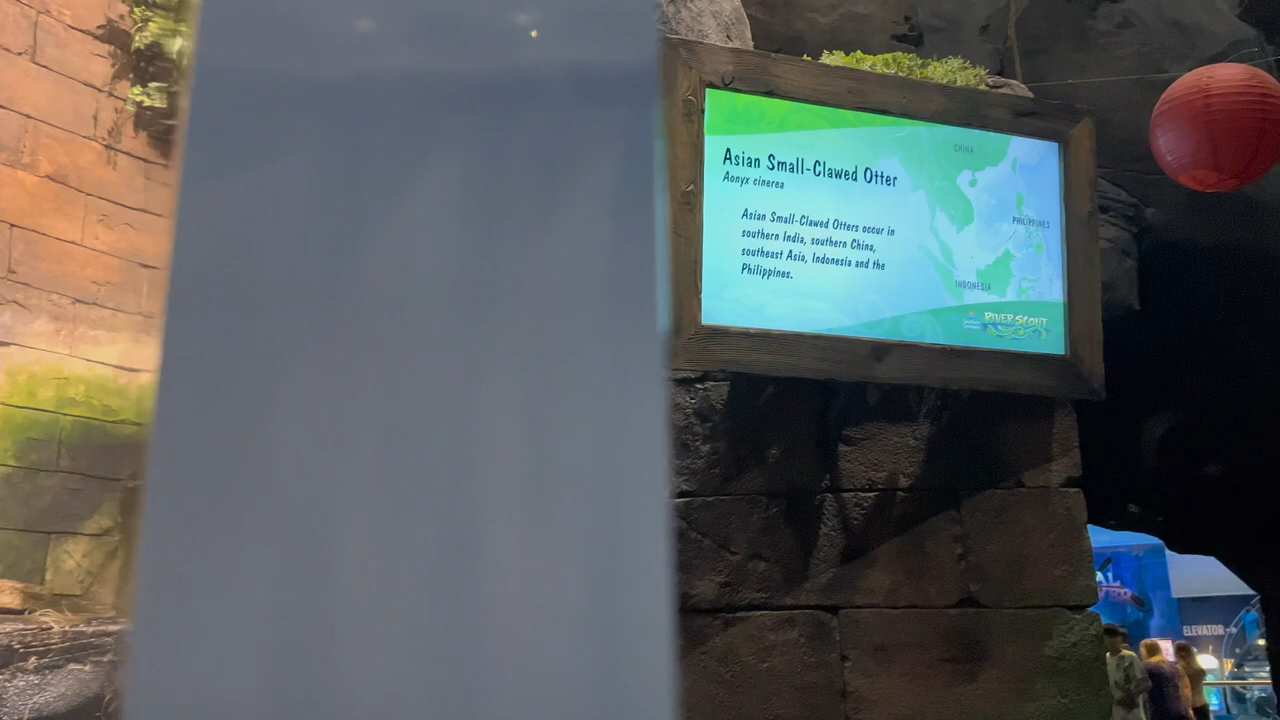 CHINA
Asian Small-Clawed Otter
Aonyx cinerea
PHILIPPINES
Asian Small-Clawed Otters occur in
southern India, southern China,
southeast Asia, Indonesia and the
Philippines.
INDONESIA
RIVER SCOUT
ELEVATOR